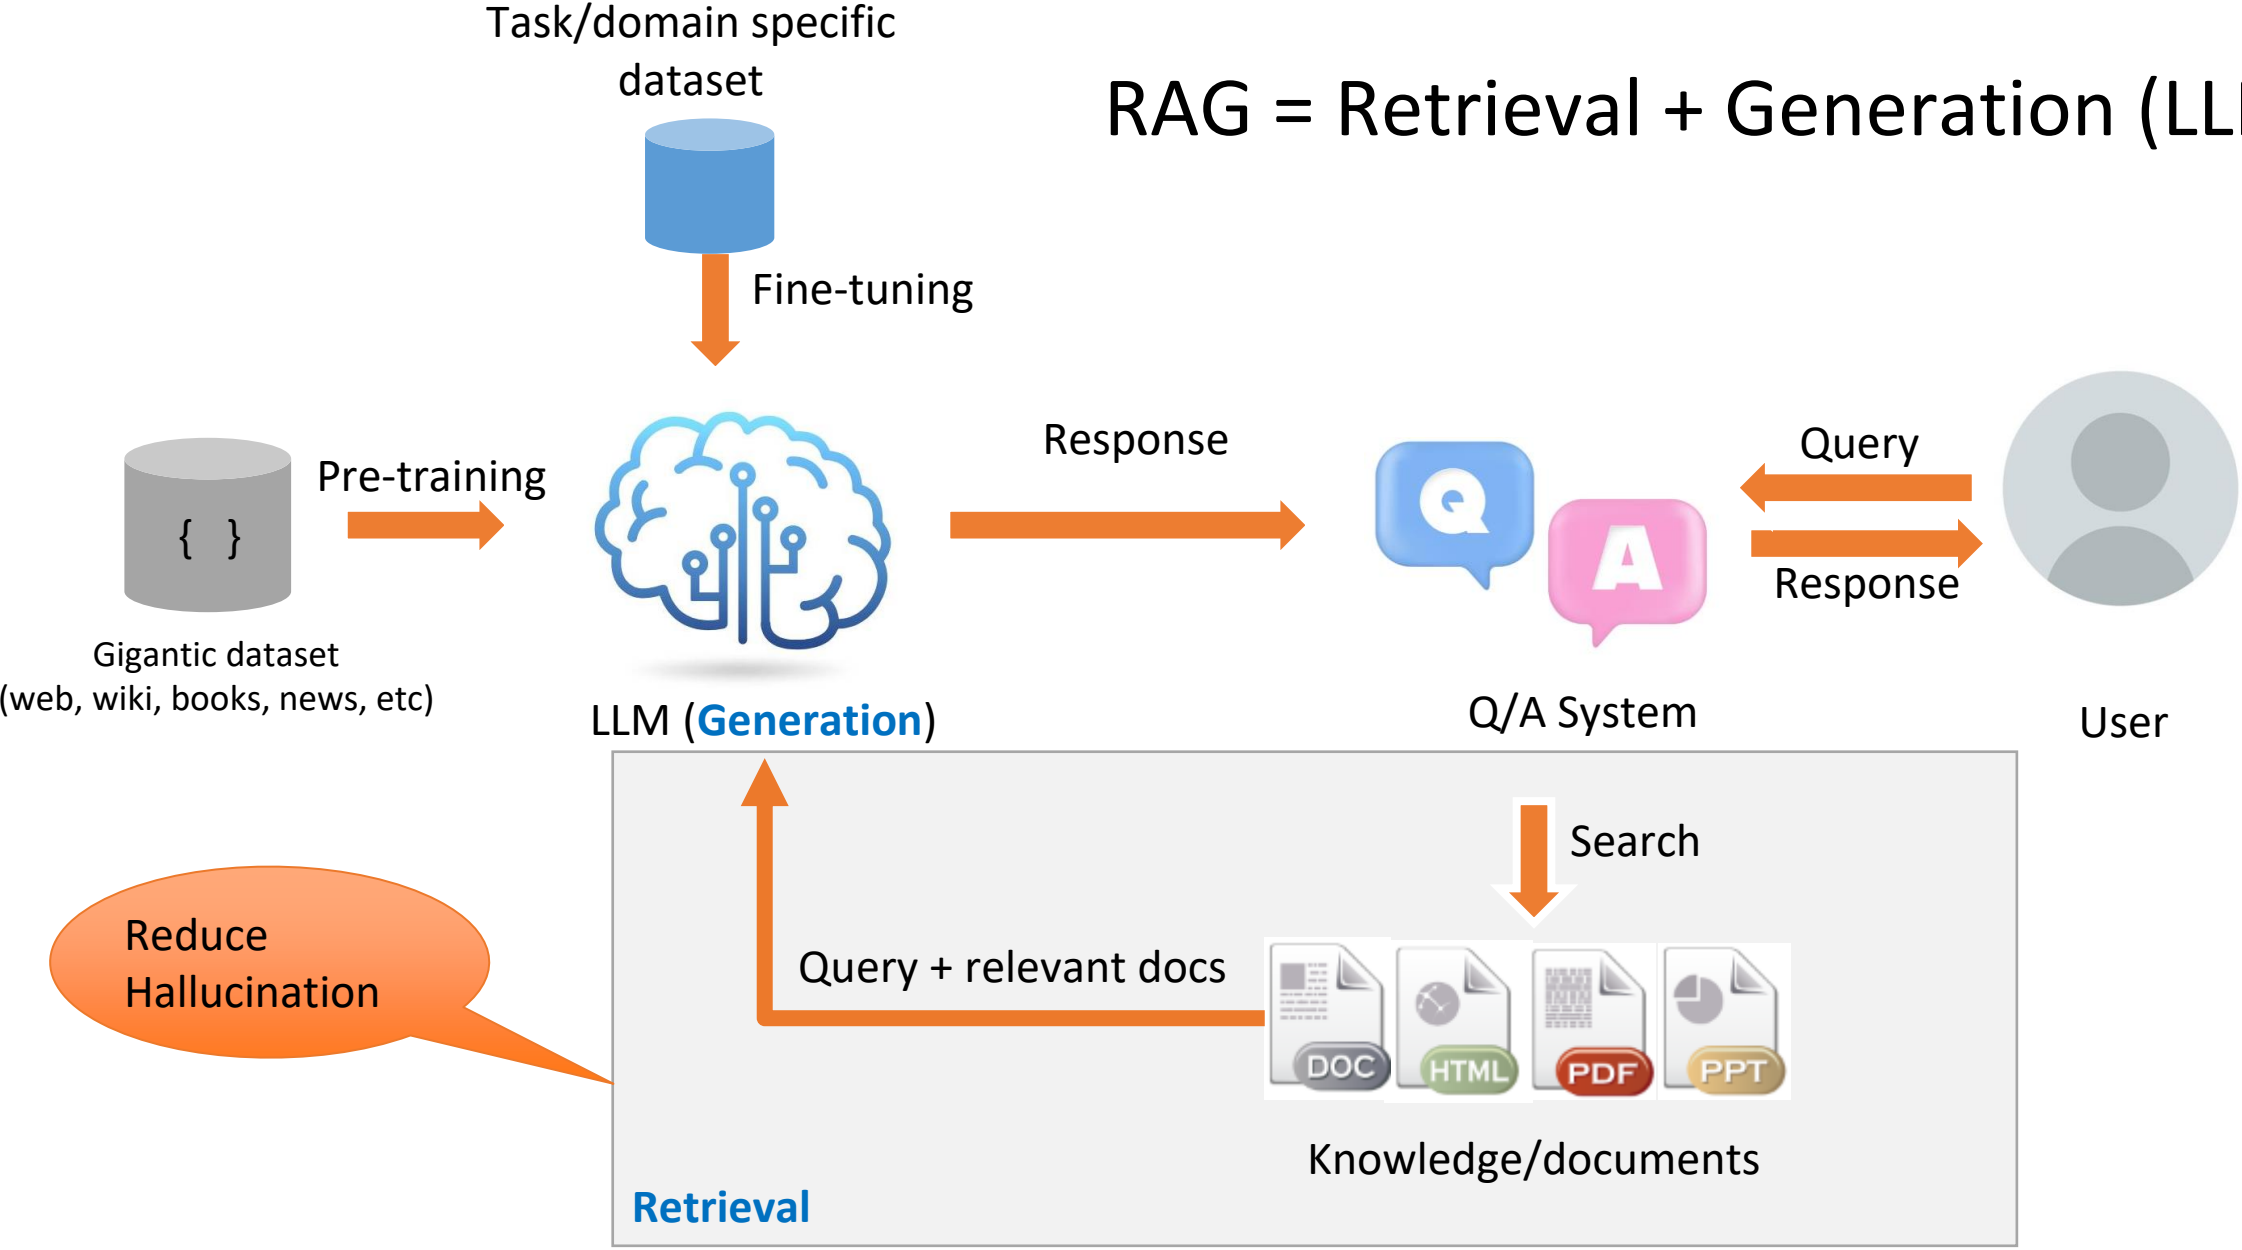 Task/domain specific
dataset
RAG = Retrieval + Generation (LL
Fine-tuning
Response
Query
Pre-training
{ }
Q
A
Response
Gigantic dataset
(web, wiki, books, news, etc)
LLM (Generation)
Q/A System
User
Search
Reduce
Hallucination
Query + relevant docs
DOC
HTML
PDF
PPT
Knowledge/documents
Retrieval